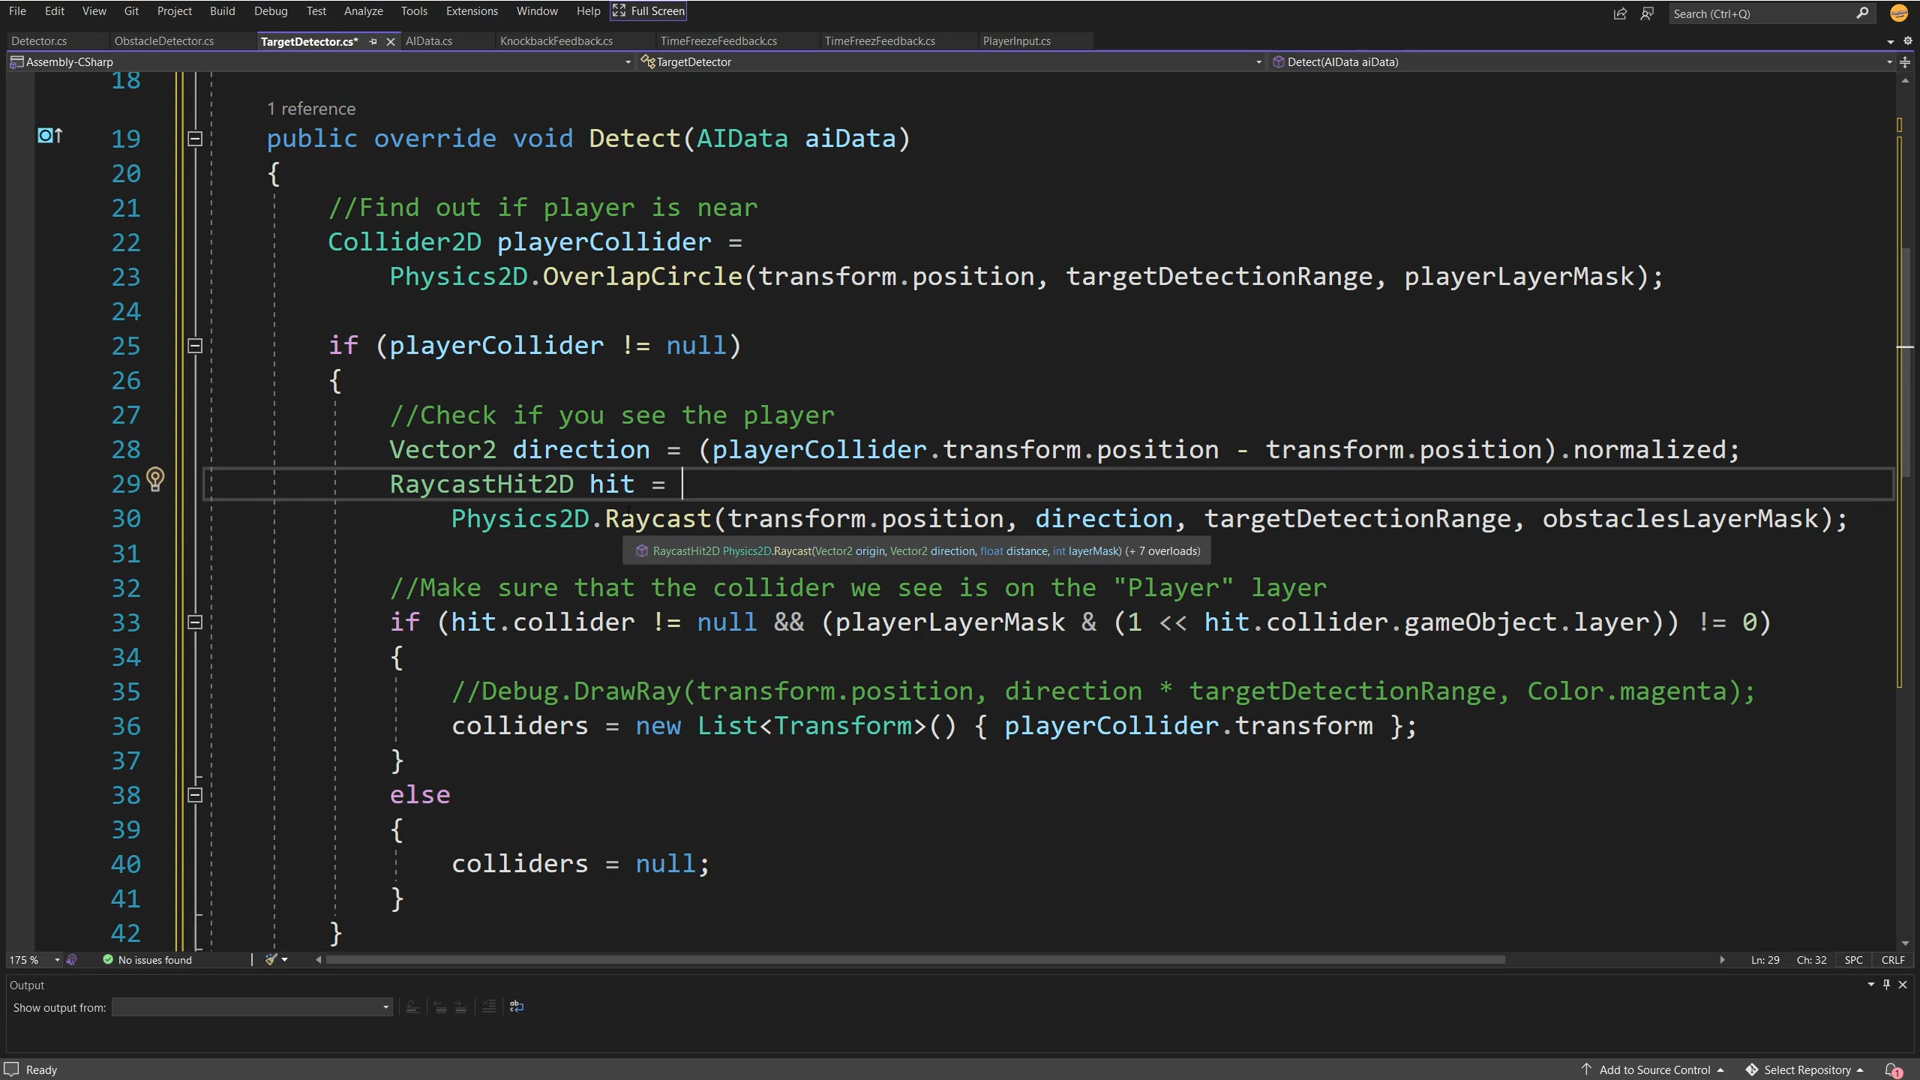 File Edit View Git Project Build Debug Test Analyze Tools Extensions Window Help Full Screen Search (Ctrl+Q)
Detector.cs ObstacleDetector.cs TargetDetector.cs* AIData.cs KnockbackFeedback.cs TimeFreezeFeedback.cs TimeFreezFeedback.cs PlayerInput.cs
Assembly-CSharp TargetDetector Detect(AIData aiData)
18
1 reference
19 public override void Detect(AIData aiData)
20 {
21 //Find out if player is near
22 Collider2D playerCollider =
23 Physics2D.OverlapCircle(transform.position, targetDetectionRange, playerLayerMask);
24
25 if (playerCollider != null)
26 {
27 //Check if you see the player
28 Vector2 direction = (playerCollider.transform.position - transform.position).normalized;
29 RaycastHit2D hit =
30 Physics2D.Raycast(transform.position, direction, targetDetectionRange, obstaclesLayerMask);
RaycastHit2D Physics2D.Raycast(Vector2 origin, Vector2 direction, float distance, int layerMask) (+ 7 overloads)
31
32 //Make sure that the collider we see is on the "Player" layer
33 if (hit.collider != null && (playerLayerMask & (1 << hit.collider.gameObject.layer)) != 0)
34 {
35 //Debug.DrawRay(transform.position, direction * targetDetectionRange, Color.magenta);
36 colliders = new List<Transform>() { playerCollider.transform };
37 }
38 else
39 {
40 colliders = null;
41 }
42 }
175 % No issues found Ln: 29 Ch: 32 SPC CRLF
Output
Show output from:
Ready Add to Source Control Select Repository 1